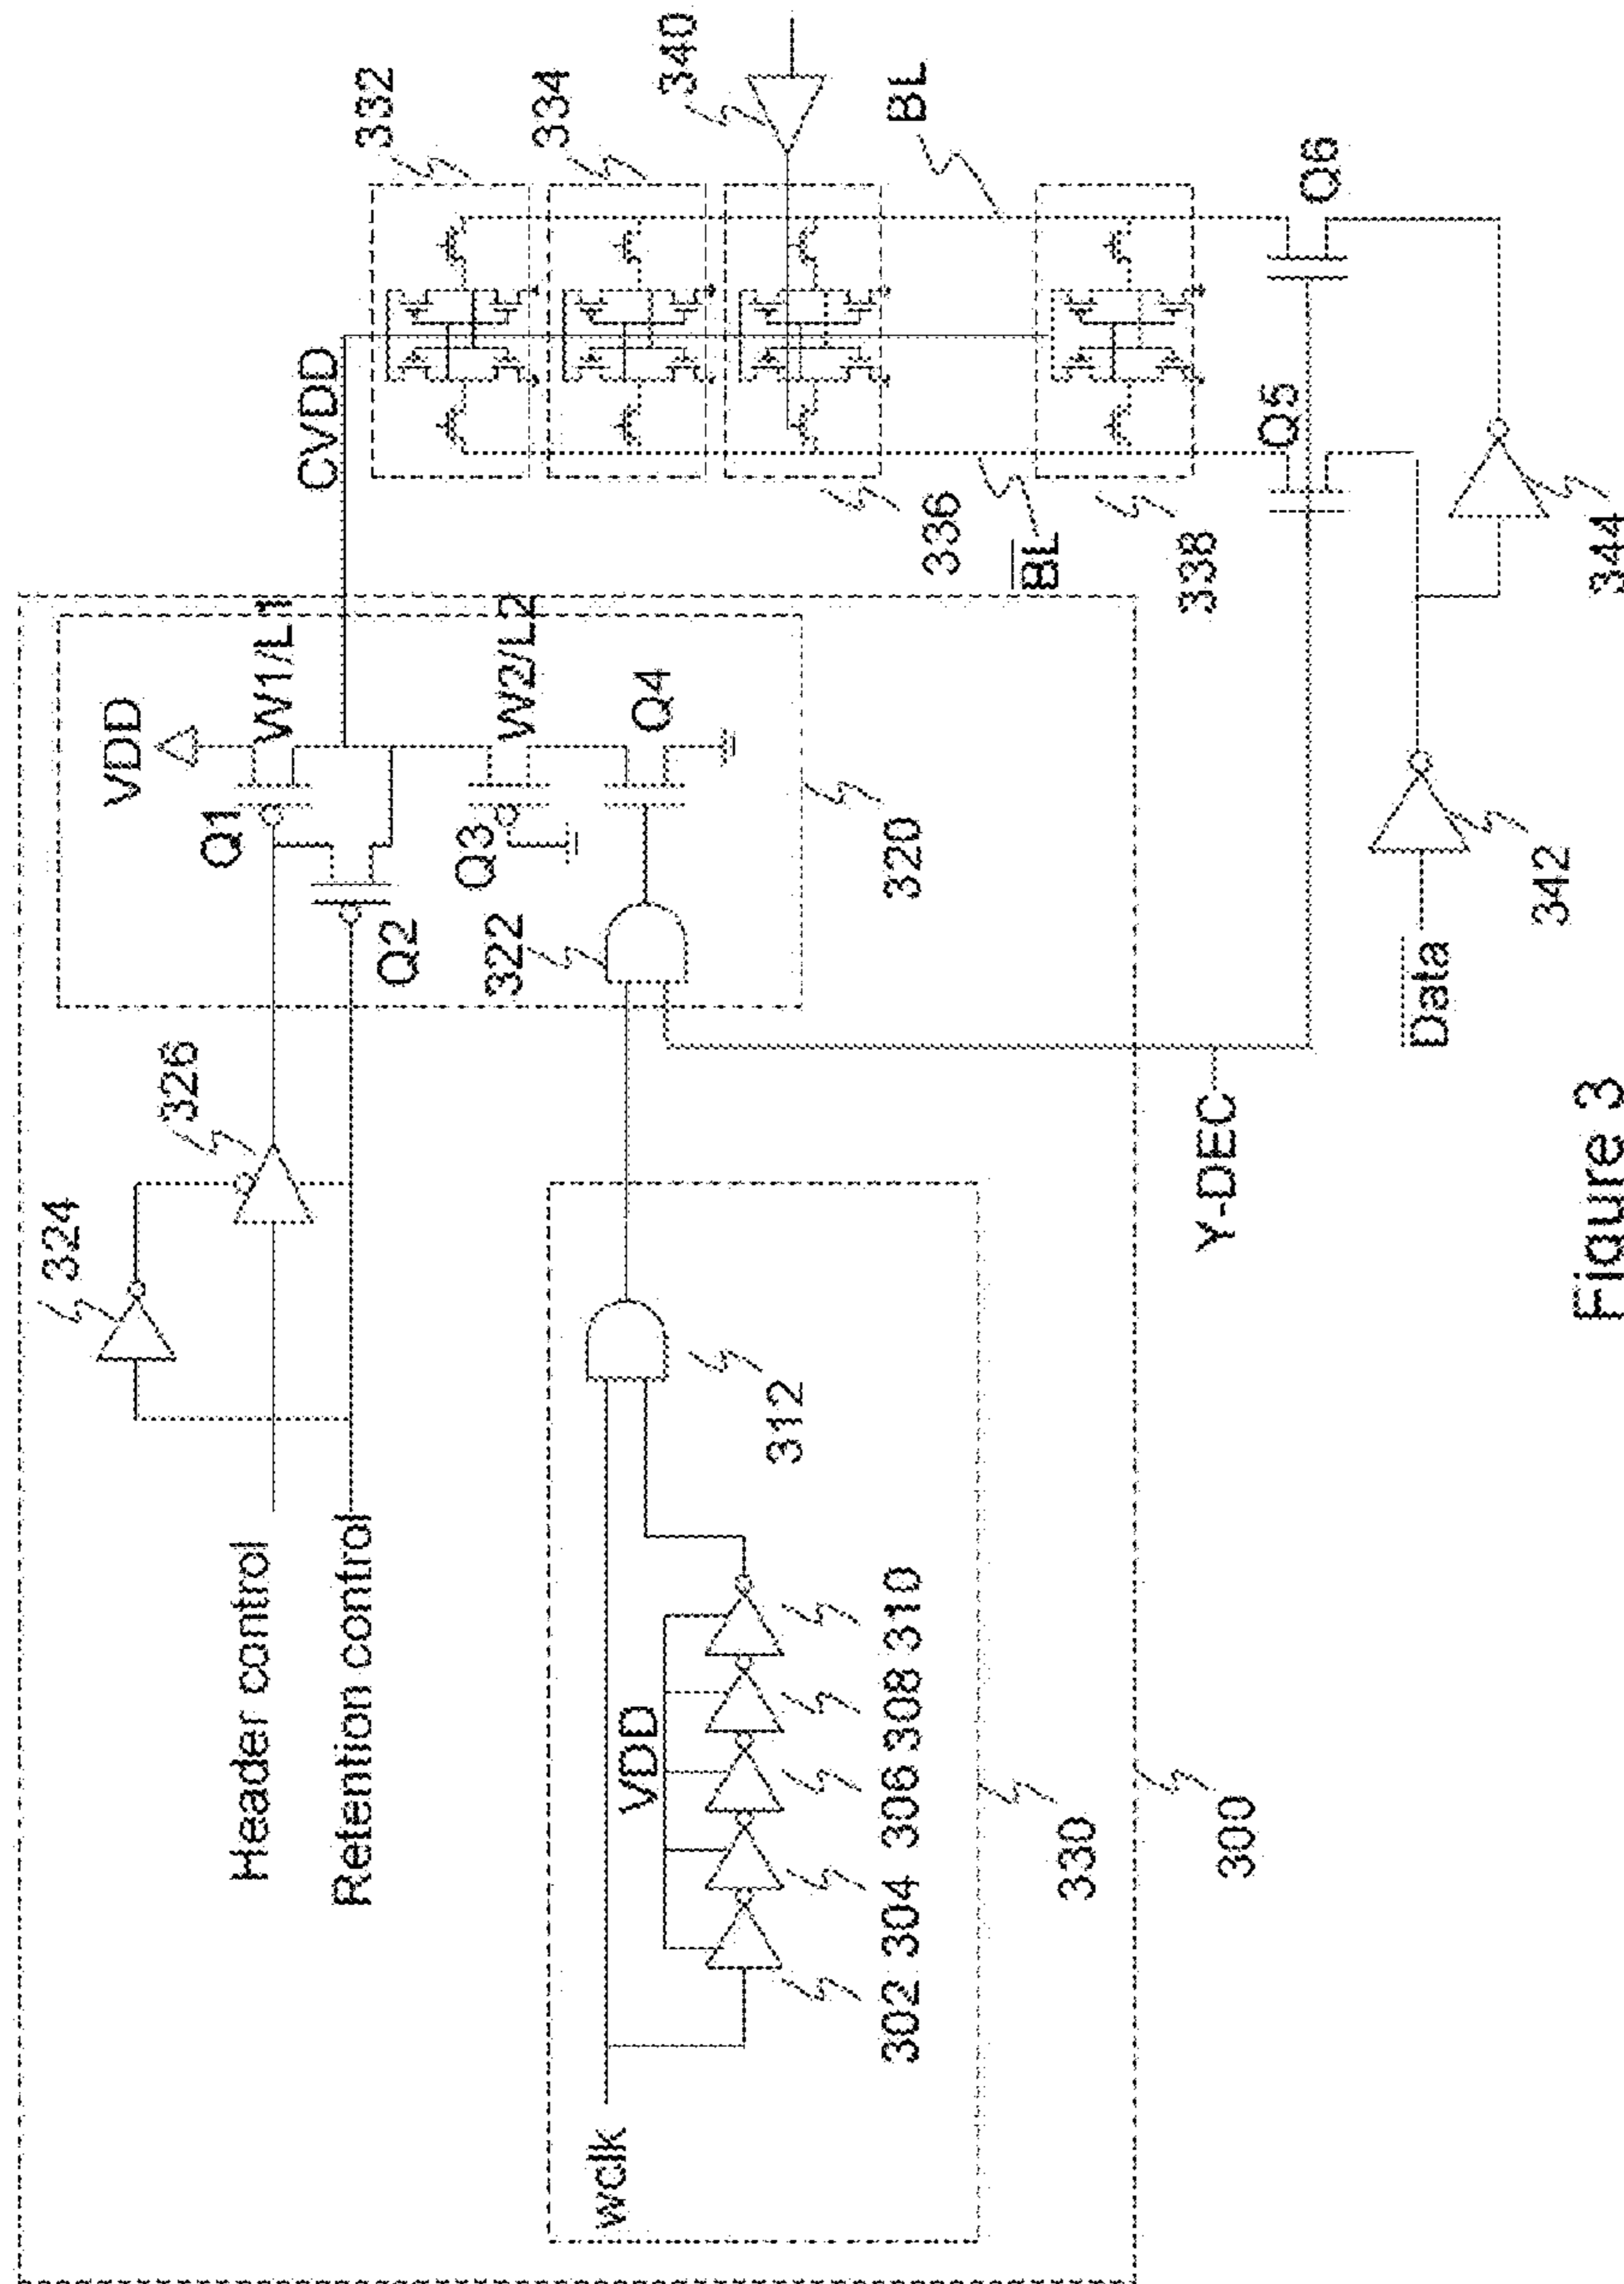 VDD
W1/L1
Q1
CVDD
332
334
340
324
326
Q2
Q3
W2/L2
Q4
322
320
Header control
Retention control
BL
336
BL
338
Q5
Q6
312
VDD
wclk
302 304 306 308 310
330
300
Y-DEC
Data
342
344
Figure 3